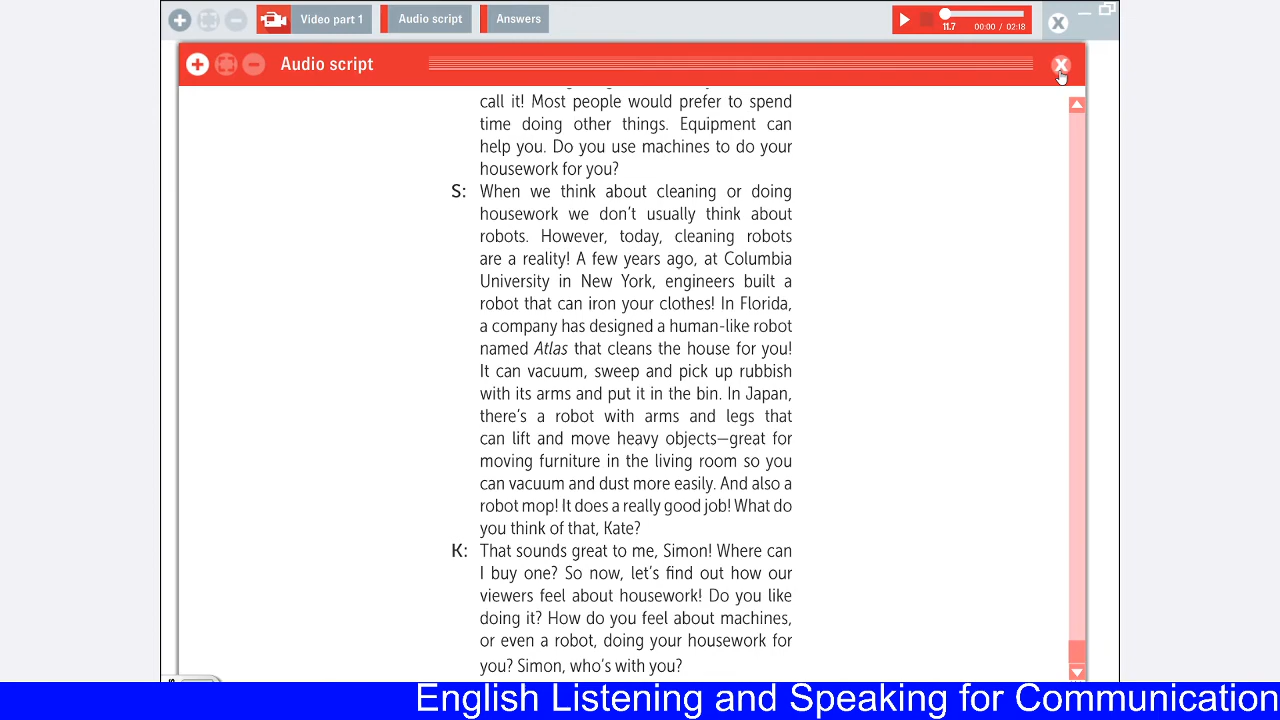 Video part 1
Audio script
Answers
11.7
00:00 / 02:18
Audio script
call it! Most people would prefer to spend
time doing other things. Equipment can
help you. Do you use machines to do your
housework for you?
S: When we think about cleaning or doing
housework we don't usually think about
robots. However, today, cleaning robots
are a reality! A few years ago, at Columbia
University in New York, engineers built a
robot that can iron your clothes! In Florida,
a company has designed a human-like robot
named Atlas that cleans the house for you!
It can vacuum, sweep and pick up rubbish
with its arms and put it in the bin. In Japan,
there's a robot with arms and legs that
can lift and move heavy objects—great for
moving furniture in the living room so you
can vacuum and dust more easily. And also a
robot mop! It does a really good job! What do
you think of that, Kate?
K: That sounds great to me, Simon! Where can
I buy one? So now, let's find out how our
viewers feel about housework! Do you like
doing it? How do you feel about machines,
or even a robot, doing your housework for
you? Simon, who's with you?
English Listening and Speaking for Communication